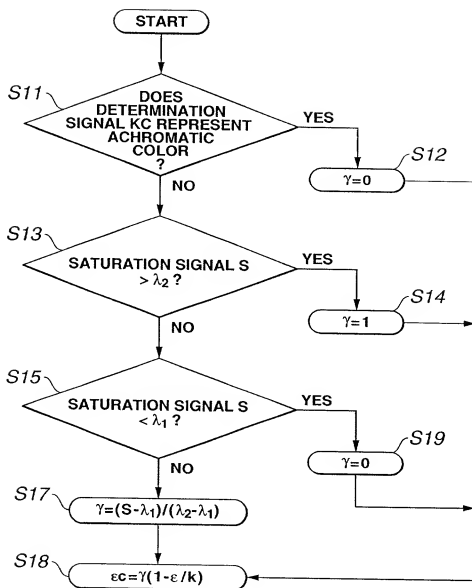 START
S11
DOES
DETERMINATION
SIGNAL KC REPRESENT
ACHROMATIC
COLOR
?
YES
S12
γ=0
NO
S13
SATURATION SIGNAL S
> λ₂ ?
YES
S14
γ=1
NO
S15
SATURATION SIGNAL S
< λ₁ ?
YES
S19
γ=0
NO
S17
γ=(S-λ₁)/(λ₂-λ₁)
S18
εc=γ(1-ε/k)